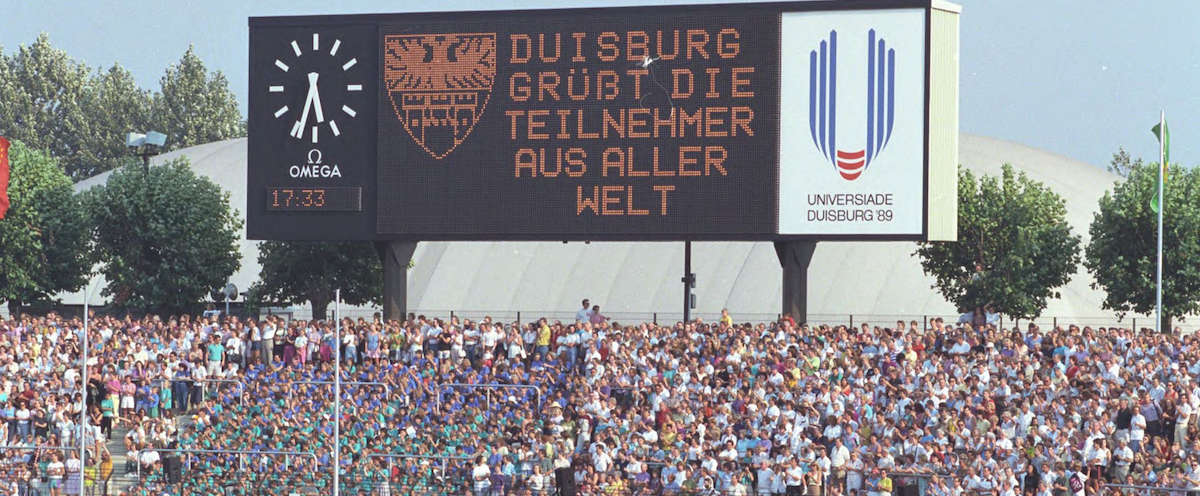 Ω
OMEGA
17:33
DUISBURG
GRÜßT DIE
TEILNEHMER
AUS ALLER
WELT
UNIVERSIADE
DUISBURG '89